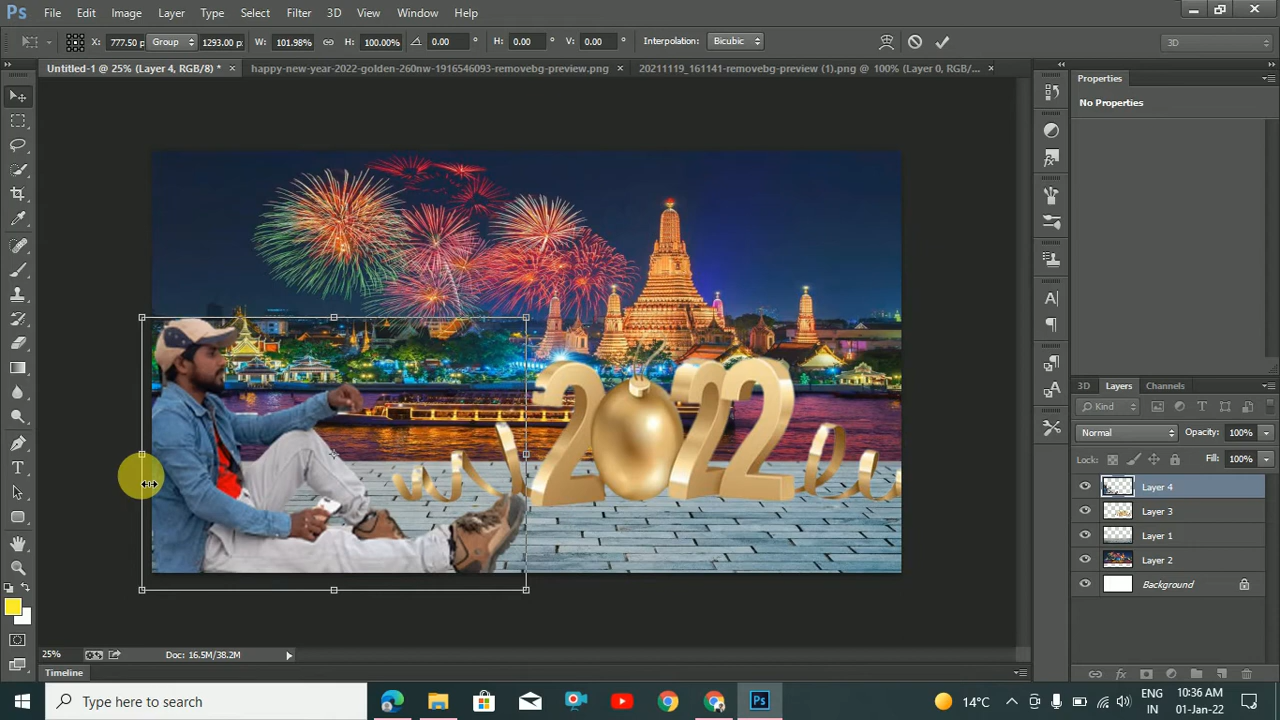 Ps File Edit Image Layer Type Select Filter 3D View Window Help
X: 777.50 p Group 1293.00 p W: 101.98% H: 100.00% 0.00 ° H: 0.00 ° V: 0.00 ° Interpolation: Bicubic 3D
Untitled-1 @ 25% (Layer 4, RGB/8) * × happy-new-year-2022-golden-260nw-1916546093-removebg-preview.png × 20211119_161141-removebg-preview (1).png @ 100% (Layer 0, RGB/... ×
Properties
No Properties
2022
3D Layers Channels
Kind
Normal Opacity: 100%
Lock: Fill: 100%
Layer 4
Layer 3
Layer 1
Layer 2
Background
25% Doc: 16.5M/38.2M
Timeline
Type here to search
Ps
14°C
ENG
IN
10:36 AM
01-Jan-22